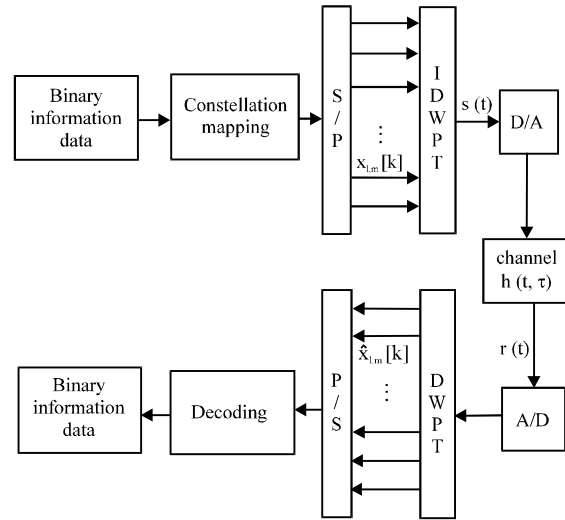 Binary
information
data
Constellation
mapping
S
/
P
x_{l,m}[k]
I
D
W
P
T
s (t)
D/A
channel
h (t, τ)
r (t)
A/D
D
W
P
T
x̂_{l,m}[k]
P
/
S
Decoding
Binary
information
data